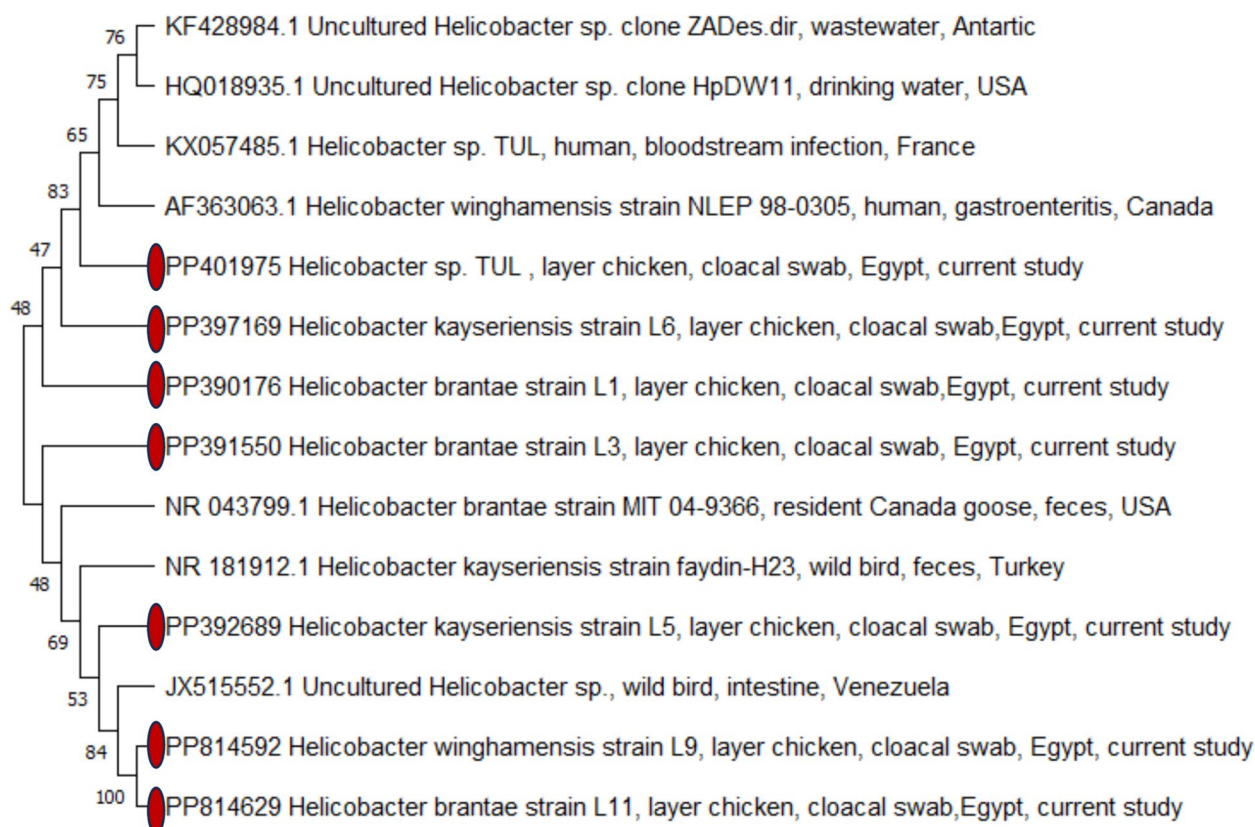 76
KF428984.1 Uncultured Helicobacter sp. clone ZADes.dir, wastewater, Antartic
75
HQ018935.1 Uncultured Helicobacter sp. clone HpDW11, drinking water, USA
65
KX057485.1 Helicobacter sp. TUL, human, bloodstream infection, France
83
AF363063.1 Helicobacter winghamensis strain NLEP 98-0305, human, gastroenteritis, Canada
47
PP401975 Helicobacter sp. TUL , layer chicken, cloacal swab, Egypt, current study
48
PP397169 Helicobacter kayseriensis strain L6, layer chicken, cloacal swab,Egypt, current study
PP390176 Helicobacter brantae strain L1, layer chicken, cloacal swab,Egypt, current study
PP391550 Helicobacter brantae strain L3, layer chicken, cloacal swab, Egypt, current study
NR 043799.1 Helicobacter brantae strain MIT 04-9366, resident Canada goose, feces, USA
48
NR 181912.1 Helicobacter kayseriensis strain faydin-H23, wild bird, feces, Turkey
69
PP392689 Helicobacter kayseriensis strain L5, layer chicken, cloacal swab, Egypt, current study
53
JX515552.1 Uncultured Helicobacter sp., wild bird, intestine, Venezuela
84
PP814592 Helicobacter winghamensis strain L9, layer chicken, cloacal swab, Egypt, current study
100
PP814629 Helicobacter brantae strain L11, layer chicken, cloacal swab,Egypt, current study